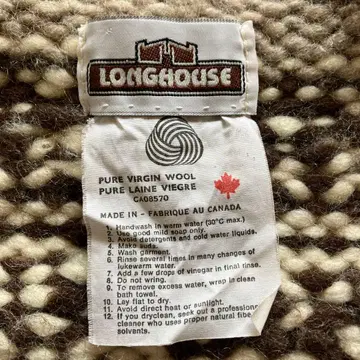 LONGHOUSE
PURE VIRGIN WOOL
PURE LAINE VIEGRE
CA08570
MADE IN - FABRIQUE AU CANADA
1. Handwash in warm water (30°C max.)
2. Use good mild soap only.
3. Avoid detergents and cold water liquids.
4. Make suds.
5. Wash garment.
6. Rinse several times in many changes of
lukewarm water.
7. Add a few drops of vinegar in final rinse.
8. Do not wring.
9. To remove excess water, wrap in clean
bath towel.
10. Lay flat to dry.
11. Avoid direct heat or sunlight.
12. If you dryclean, seek out a professional
cleaner who uses proper natural fibe
solvents.